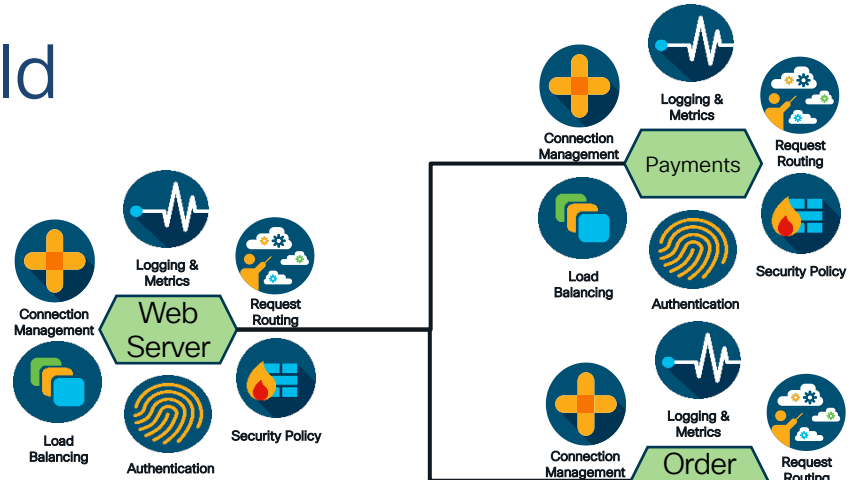 ld
Logging &
Metrics
Connection
Management
Request
Routing
Payments
Load
Balancing
Security Policy
Authentication
Logging &
Metrics
Connection
Management
Request
Routing
Web
Server
Load
Balancing
Security Policy
Authentication
Logging &
Metrics
Connection
Management
Request
Routing
Order